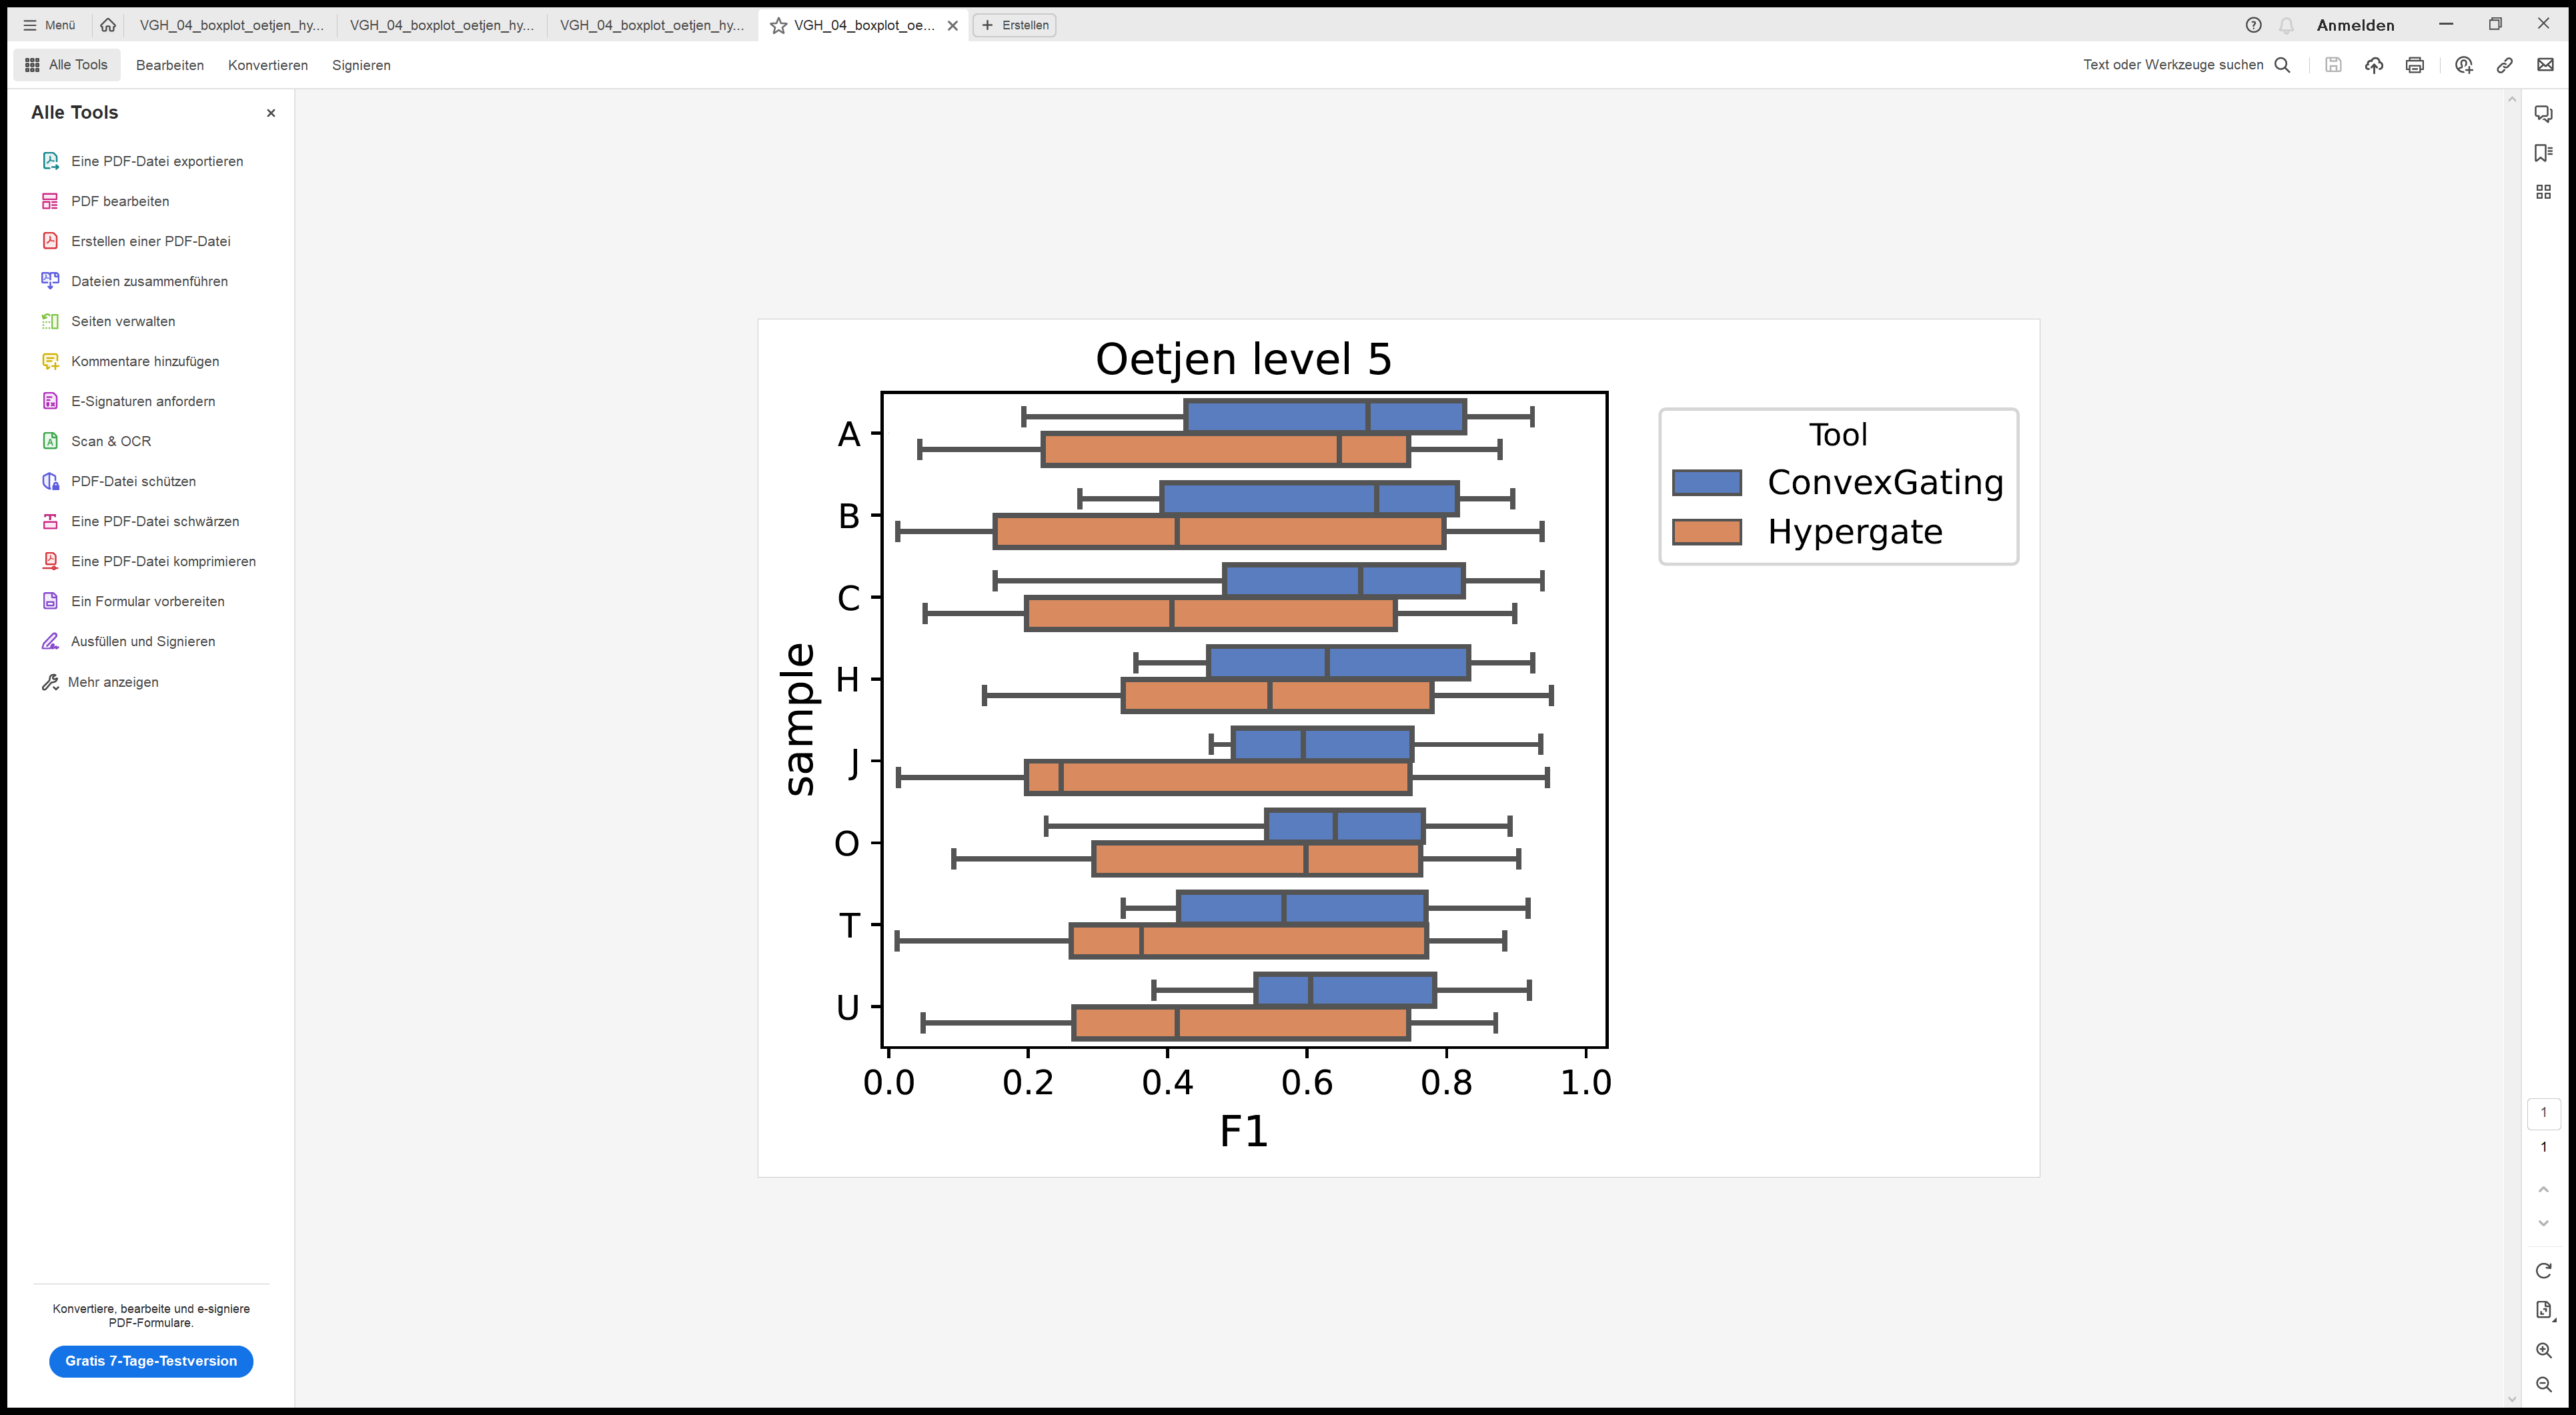 Menü
VGH_04_boxplot_oetjen_hy...
VGH_04_boxplot_oetjen_hy...
VGH_04_boxplot_oetjen_hy...
VGH_04_boxplot_oe...
Erstellen
Anmelden
Alle Tools
Bearbeiten
Konvertieren
Signieren
Text oder Werkzeuge suchen
Alle Tools
Eine PDF-Datei exportieren
PDF bearbeiten
Erstellen einer PDF-Datei
Dateien zusammenführen
Seiten verwalten
Kommentare hinzufügen
E-Signaturen anfordern
Scan & OCR
PDF-Datei schützen
Eine PDF-Datei schwärzen
Eine PDF-Datei komprimieren
Ein Formular vorbereiten
Ausfüllen und Signieren
Mehr anzeigen
Konvertiere, bearbeite und e-signiere
PDF-Formulare.
Gratis 7-Tage-Testversion
Oetjen level 5
sample
A
B
C
H
J
O
T
U
0.0 0.2 0.4 0.6 0.8 1.0
F1
Tool
ConvexGating
Hypergate
1
1